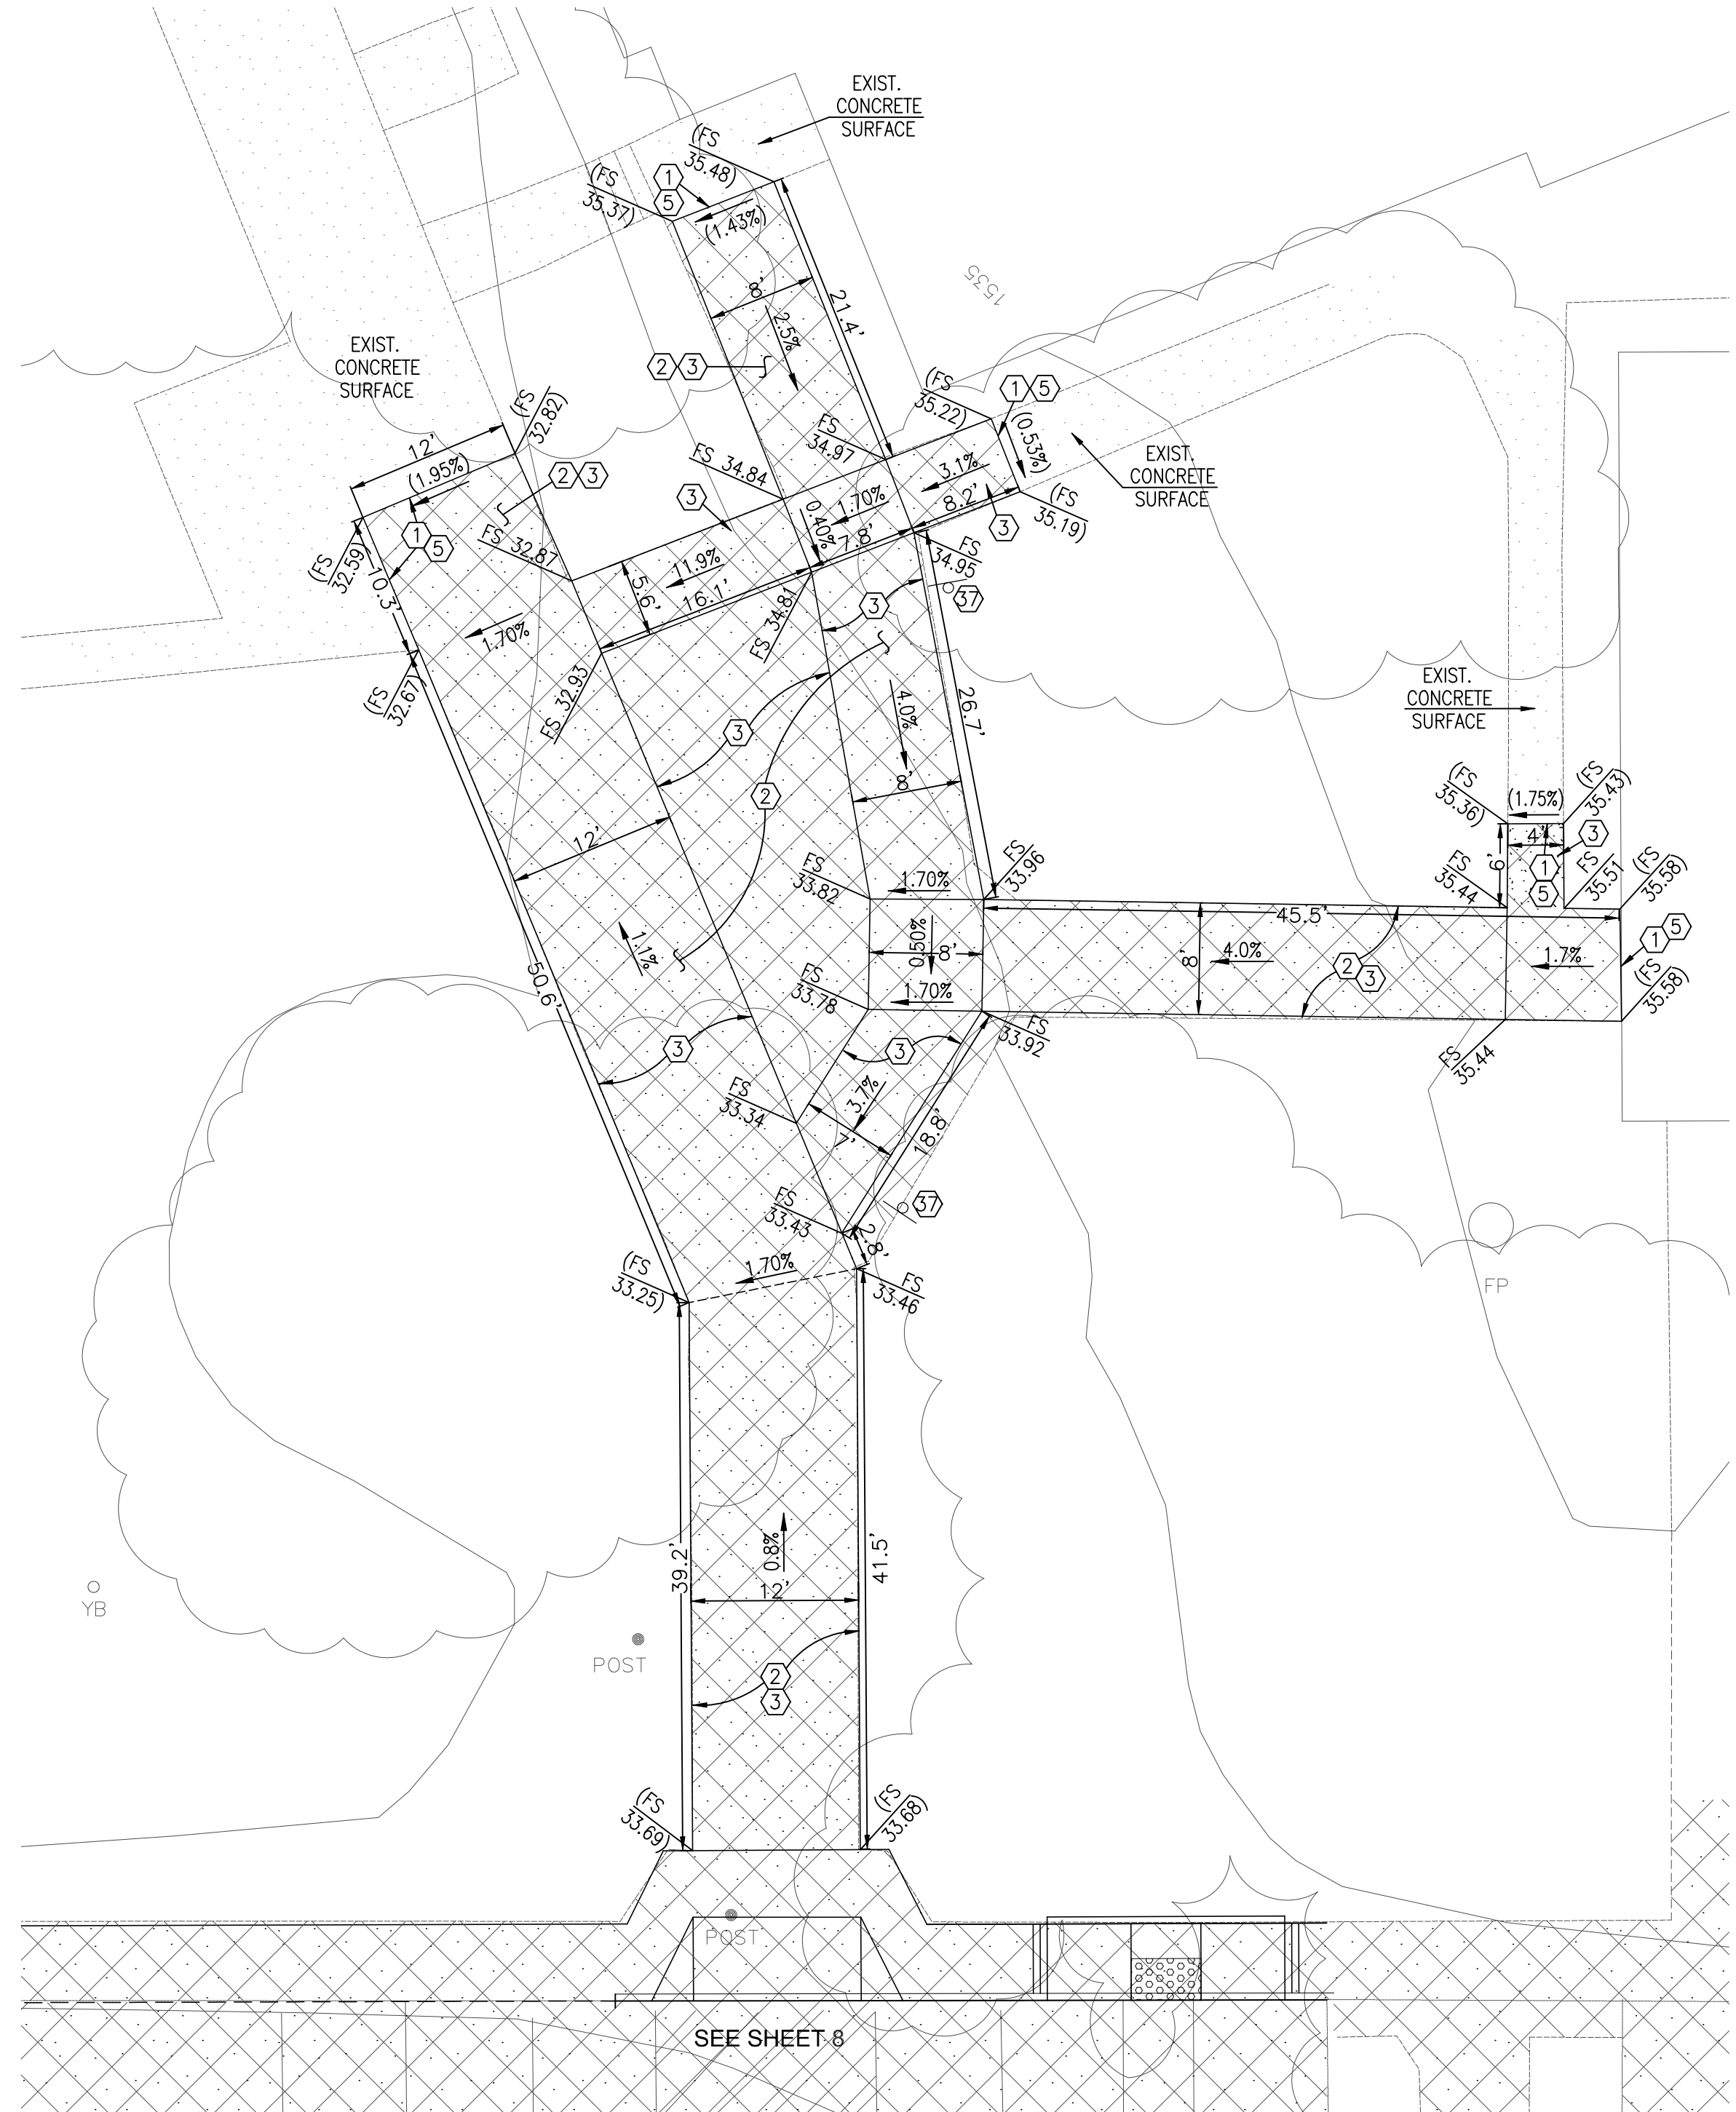 EXIST.
CONCRETE
SURFACE
(FS
35.48)
(FS
35.37)
1
5
(1.43%)
8'
21.4'
2.5%
2 3
1535
EXIST.
CONCRETE
SURFACE
(FS
32.82)
12'
(1.95%)
2 3
1
5
(FS
32.59)
10.3'
FS 32.87
FS 34.84
FS
34.97
3
(FS
35.22)
1 5
(0.53%)
3.1%
8.2'
3
(FS
35.19)
EXIST.
CONCRETE
SURFACE
1.70%
0.40%
7.8'
11.9%
16.1'
5.6'
1.70%
FS
34.95
37
3
FS 34.81
FS 32.93
(FS
32.67)
3
2
4.0%
26.7'
8'
12'
EXIST.
CONCRETE
SURFACE
(FS
35.36)
(1.75%)
(FS
35.43)
4'
3
6'
1
5
FS
35.44
FS
35.51
(FS
35.58)
1 5
(FS
35.58)
FS
33.96
FS
33.82
1.70%
45.5'
0.50%
8'
8'
4.0%
2
3
1.7%
1.1%
50.6'
FS
33.78
1.70%
FS
33.92
FS
35.44
3
3
3.7%
FS
33.34
7'
18.8'
37
FS
33.43
2.8'
1.70%
(FS
33.25)
FS
33.46
FP
39.2'
0.8%
41.5'
12'
YB
POST
2
3
(FS
33.69)
(FS
33.68)
POST
SEE SHEET 8